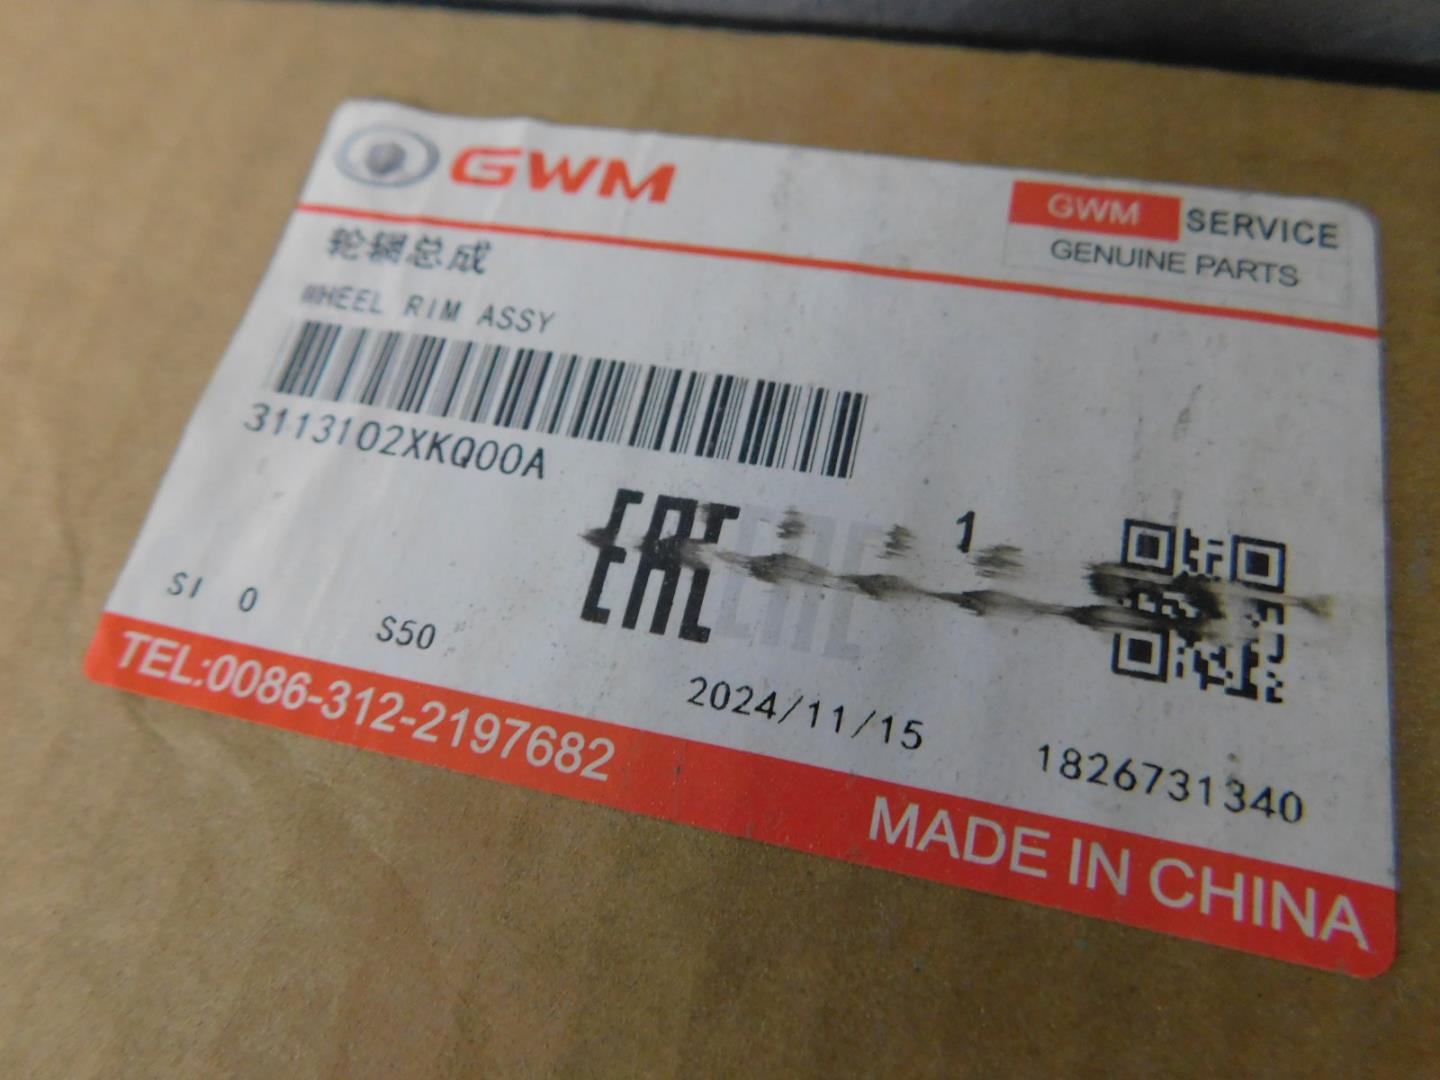 GWM
GWM SERVICE
GENUINE PARTS
轮辋总成
WHEEL RIM ASSY
3113102XKQ00A
1
EAC
SI 0
S50
2024/11/15
1826731340
TEL:0086-312-2197682
MADE IN CHINA